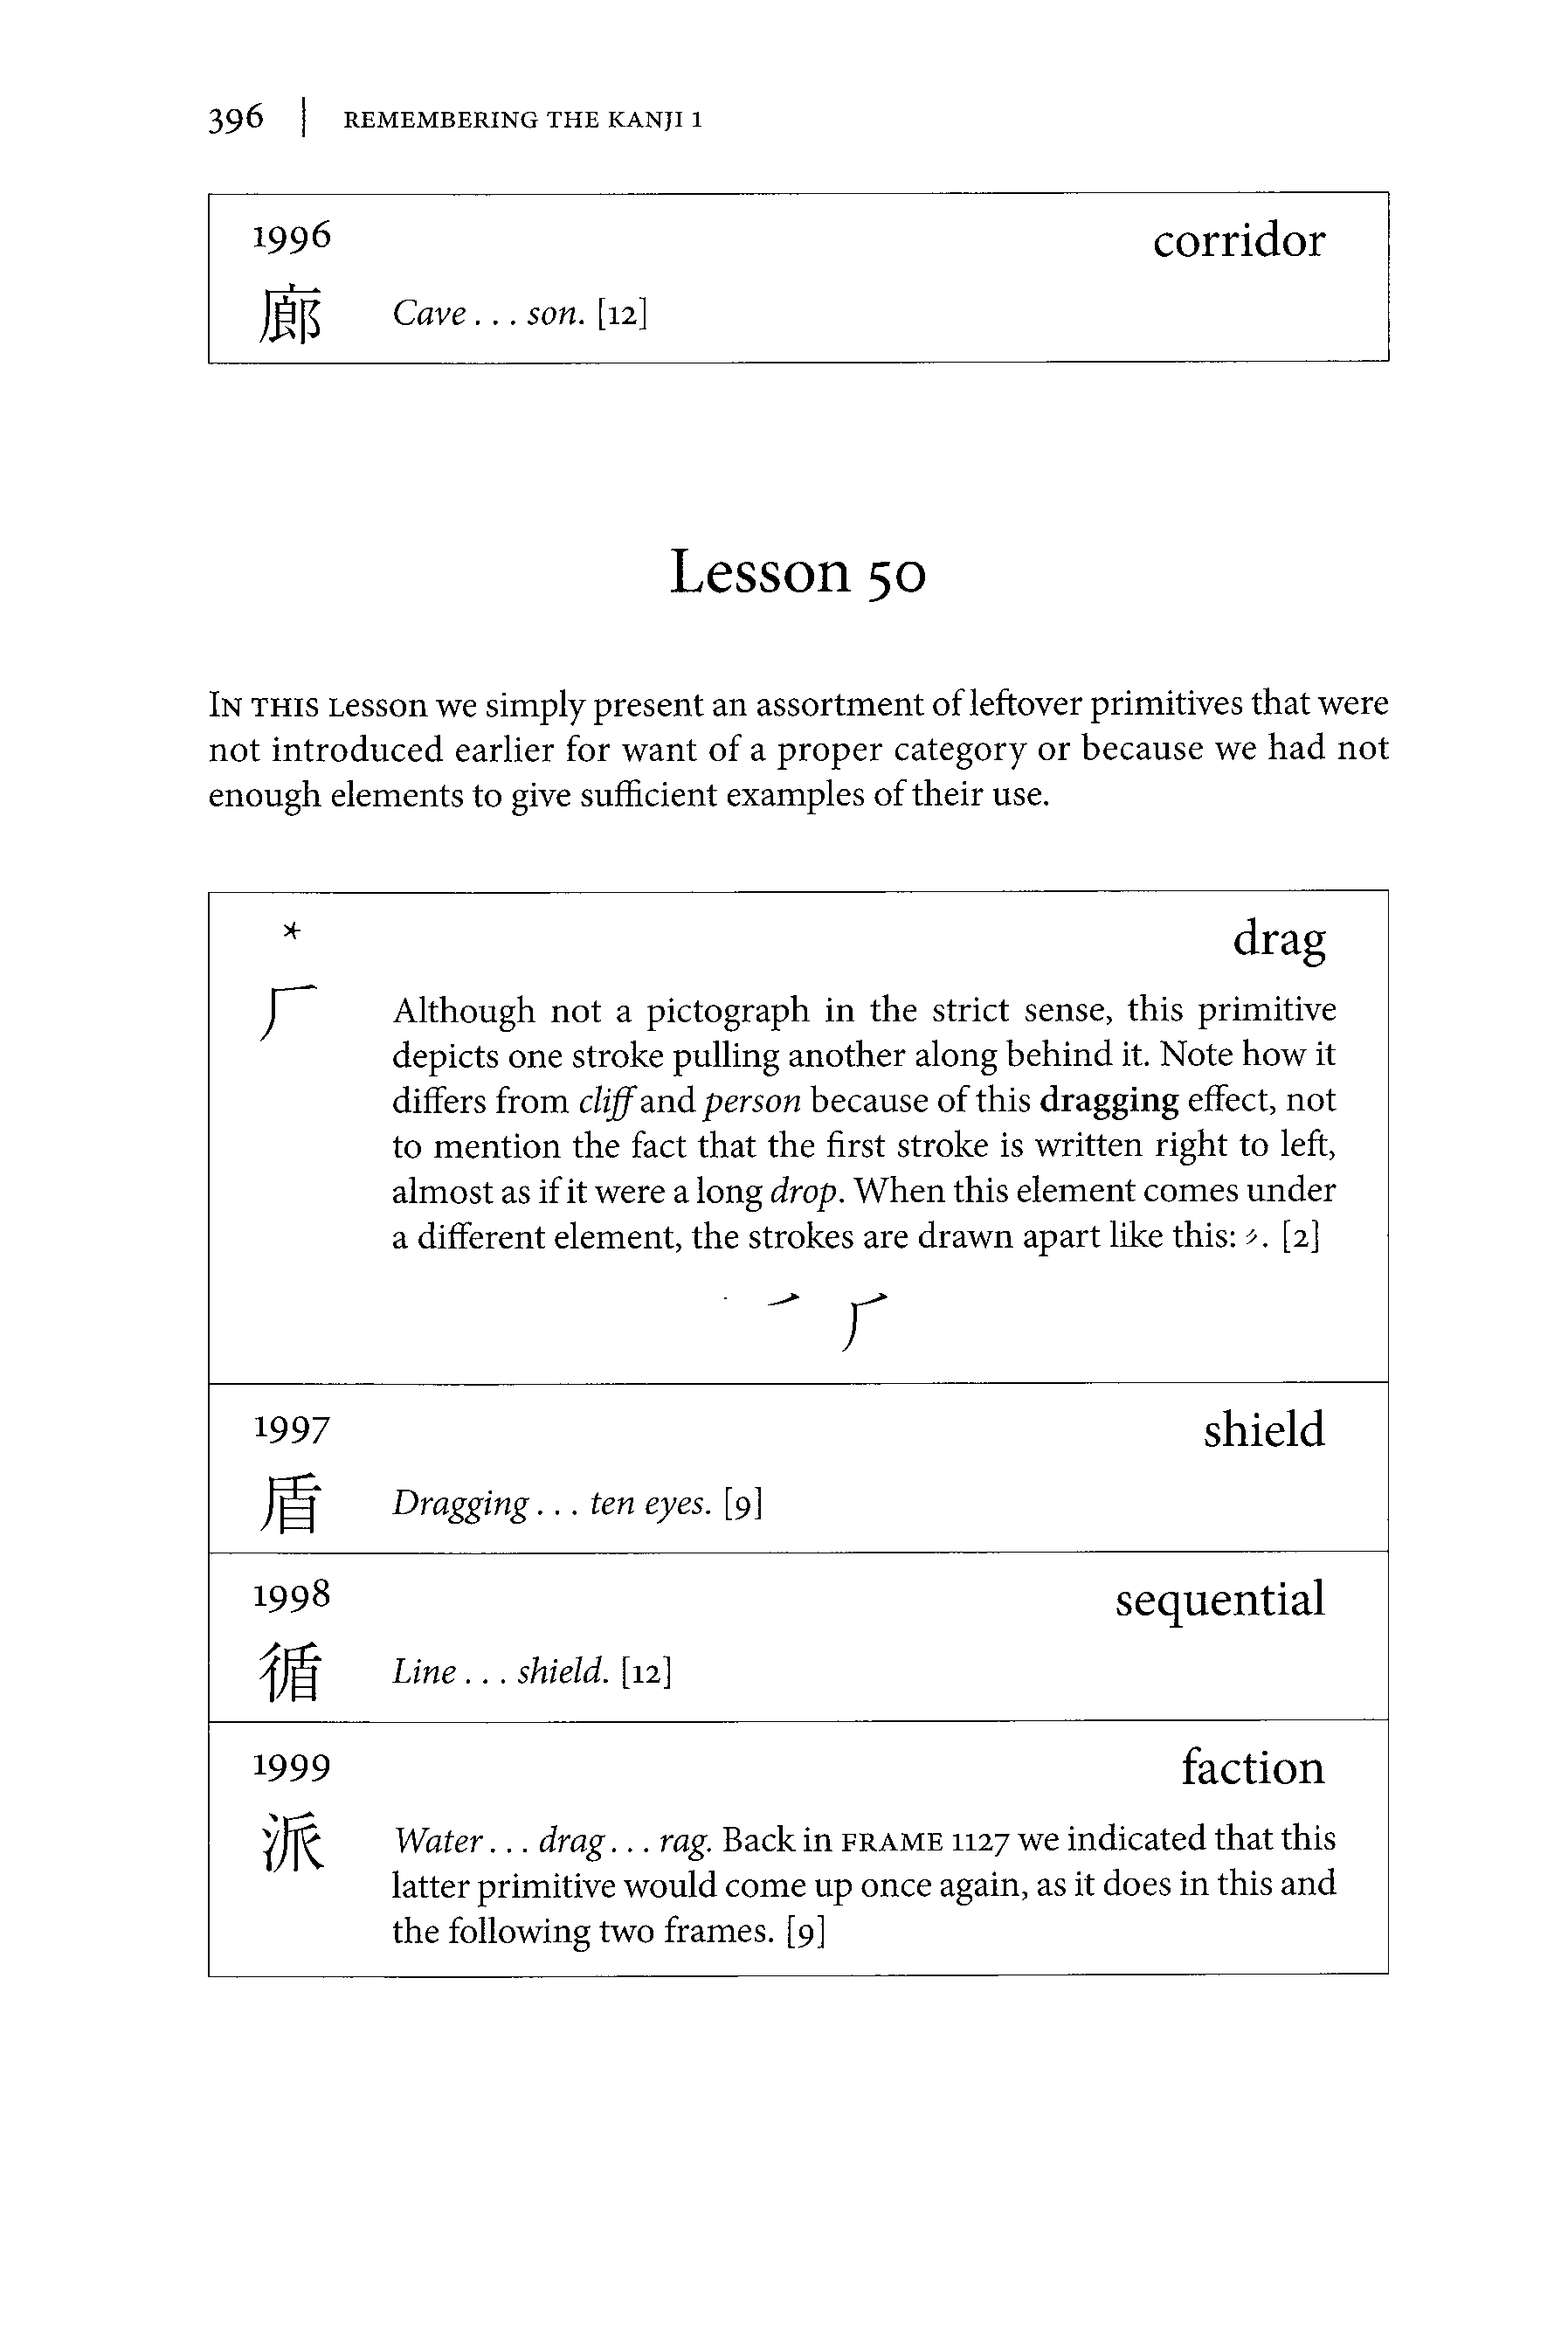 396 | REMEMBERING THE KANJI 1
1996 corridor
廊 Cave . . . son. [12]
Lesson 50
In this Lesson we simply present an assortment of leftover primitives that were
not introduced earlier for want of a proper category or because we had not
enough elements to give sufficient examples of their use.
* drag
⺁ Although not a pictograph in the strict sense, this primitive
depicts one stroke pulling another along behind it. Note how it
differs from cliff and person because of this dragging effect, not
to mention the fact that the first stroke is written right to left,
almost as if it were a long drop. When this element comes under
a different element, the strokes are drawn apart like this: . [2]
1997 shield
盾 Dragging . . . ten eyes. [9]
1998 sequential
循 Line . . . shield. [12]
1999 faction
派 Water . . . drag . . . rag. Back in FRAME 1127 we indicated that this
latter primitive would come up once again, as it does in this and
the following two frames. [9]